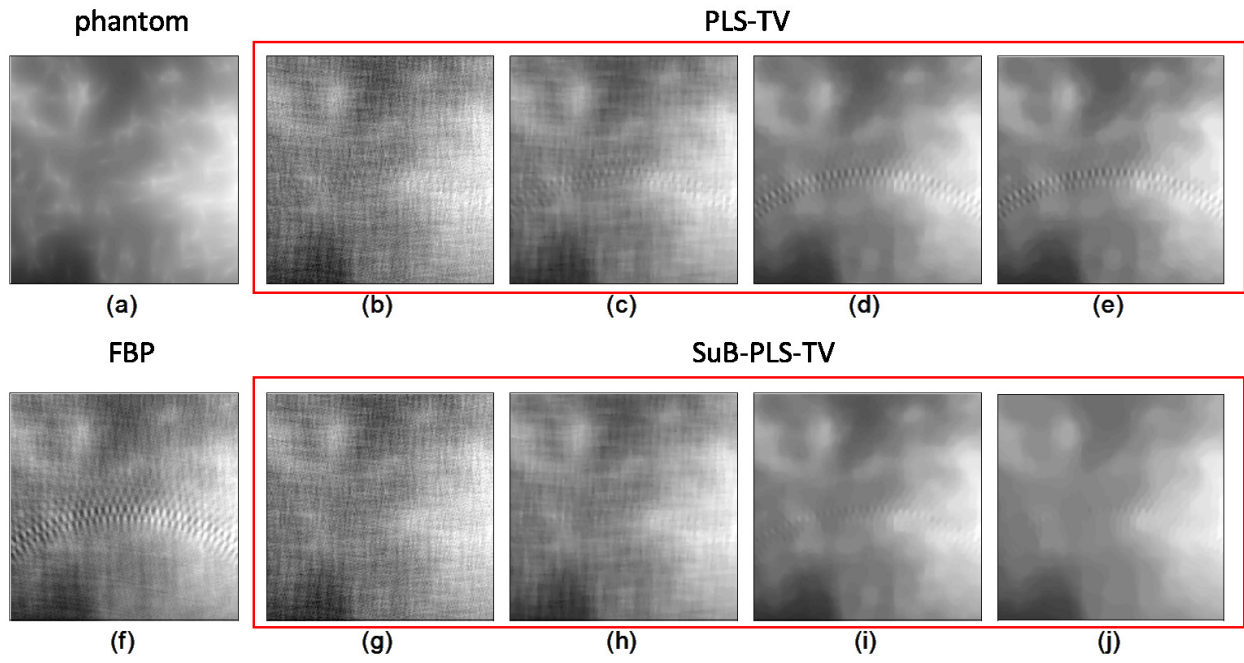 phantom PLS-TV
(a) (b) (c) (d) (e)
FBP SuB-PLS-TV
(f) (g) (h) (i) (j)